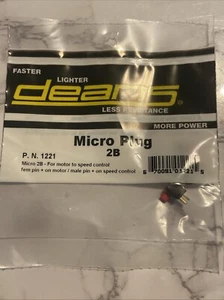 FASTER
LIGHTER
deans
LESS RESISTANCE
MORE POWER
Micro Plug
2B
P. N. 1221
Micro 2B - For motor to speed control
fem pin + on motor / male pin + on speed control